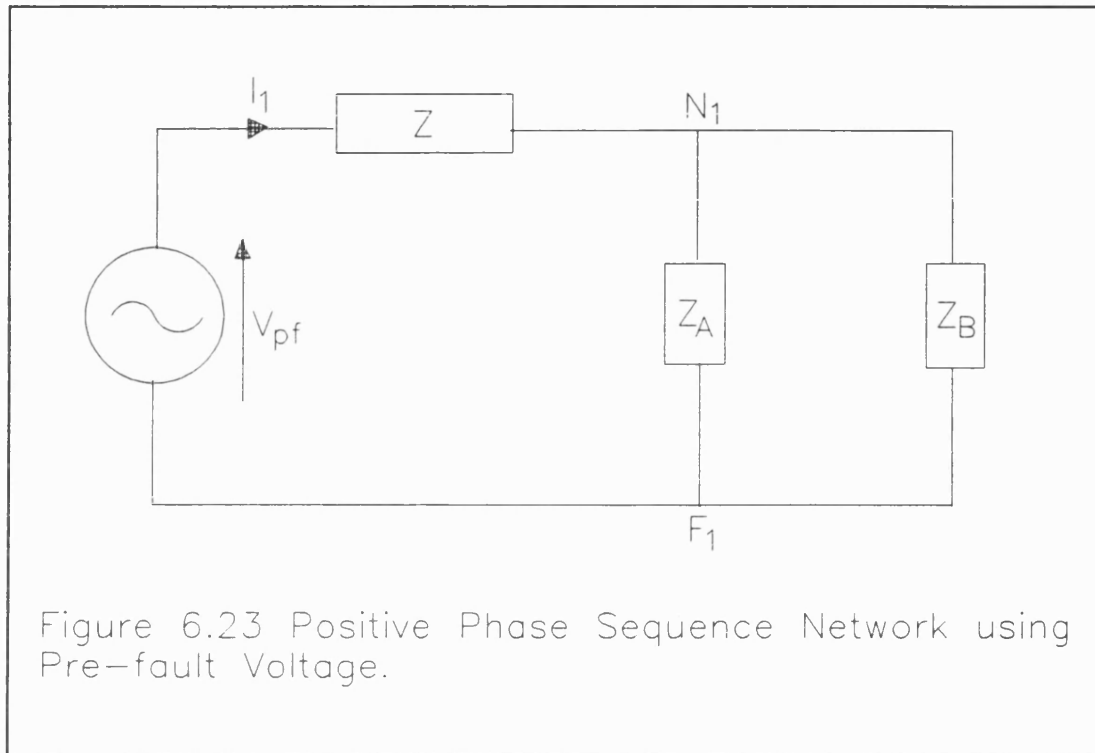 I1
Z
N1
Vpf
ZA
ZB
F1
Figure 6.23 Positive Phase Sequence Network using
Pre-fault Voltage.